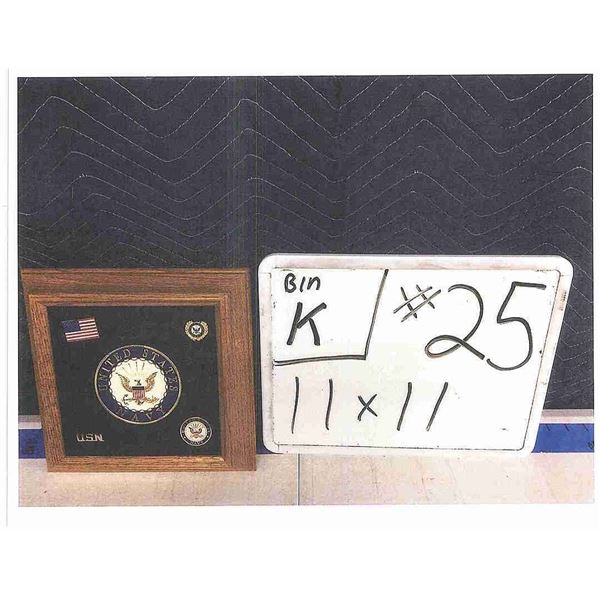 Bin
K
#25
11 x 11
UNITED STATES
NAVY
U.S.N.